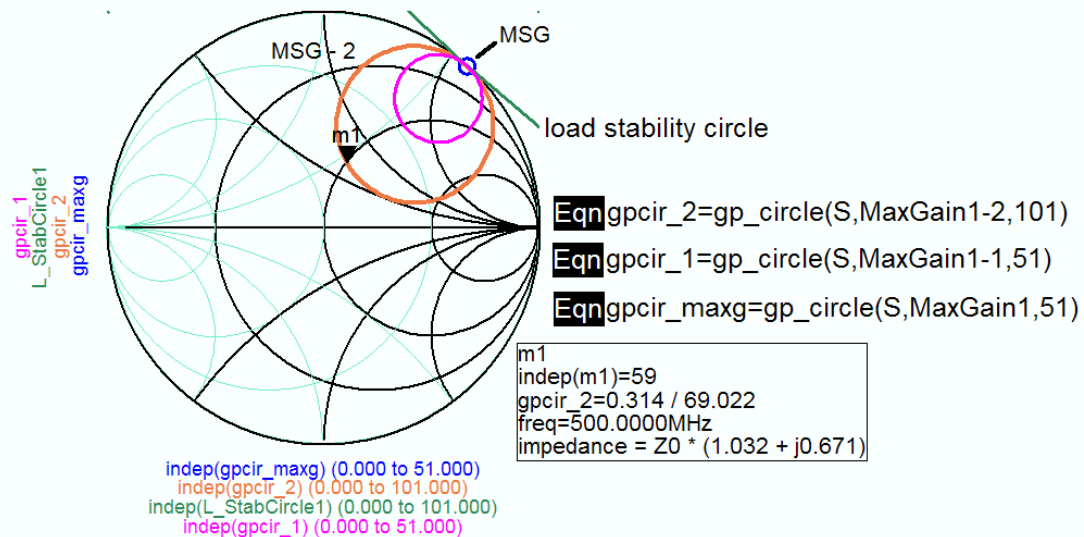 MSG
MSG - 2
m1
load stability circle
gpcir_1
L_StabCircle1
gpcir_2
gpcir_maxg
Eqn gpcir_2=gp_circle(S,MaxGain1-2,101)
Eqn gpcir_1=gp_circle(S,MaxGain1-1,51)
Eqn gpcir_maxg=gp_circle(S,MaxGain1,51)
m1
indep(m1)=59
gpcir_2=0.314 / 69.022
freq=500.0000MHz
impedance = Z0 * (1.032 + j0.671)
indep(gpcir_maxg) (0.000 to 51.000)
indep(gpcir_2) (0.000 to 101.000)
indep(L_StabCircle1) (0.000 to 101.000)
indep(gpcir_1) (0.000 to 51.000)